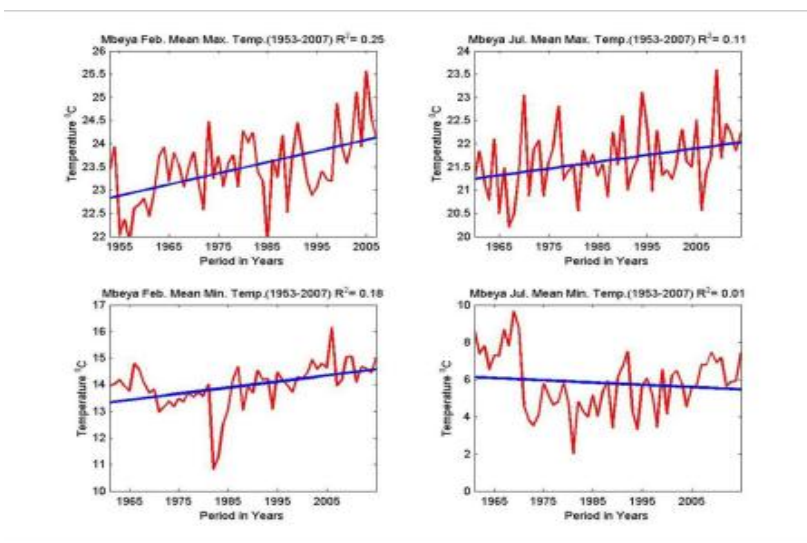 Mbeya Feb. Mean Max. Temp.(1953-2007) R²= 0.25
26
25.5
25
24.5
24
23.5
23
22.5
22
Temperature ⁰C
1955 1965 1975 1985 1995 2005
Period in Years
Mbeya Jul. Mean Max. Temp.(1953-2007) R²= 0.11
24
23.5
23
22.5
22
21.5
21
20.5
20
Temperature ⁰C
1965 1975 1985 1995 2005
Period in Years
Mbeya Feb. Mean Min. Temp.(1953-2007) R²= 0.18
17
16
15
14
13
12
11
10
Temperature ⁰C
1965 1975 1985 1995 2005
Period in Years
Mbeya Jul. Mean Min. Temp.(1953-2007) R²= 0.01
10
8
6
4
2
0
Temperature ⁰C
1965 1975 1985 1995 2005
Period in Years